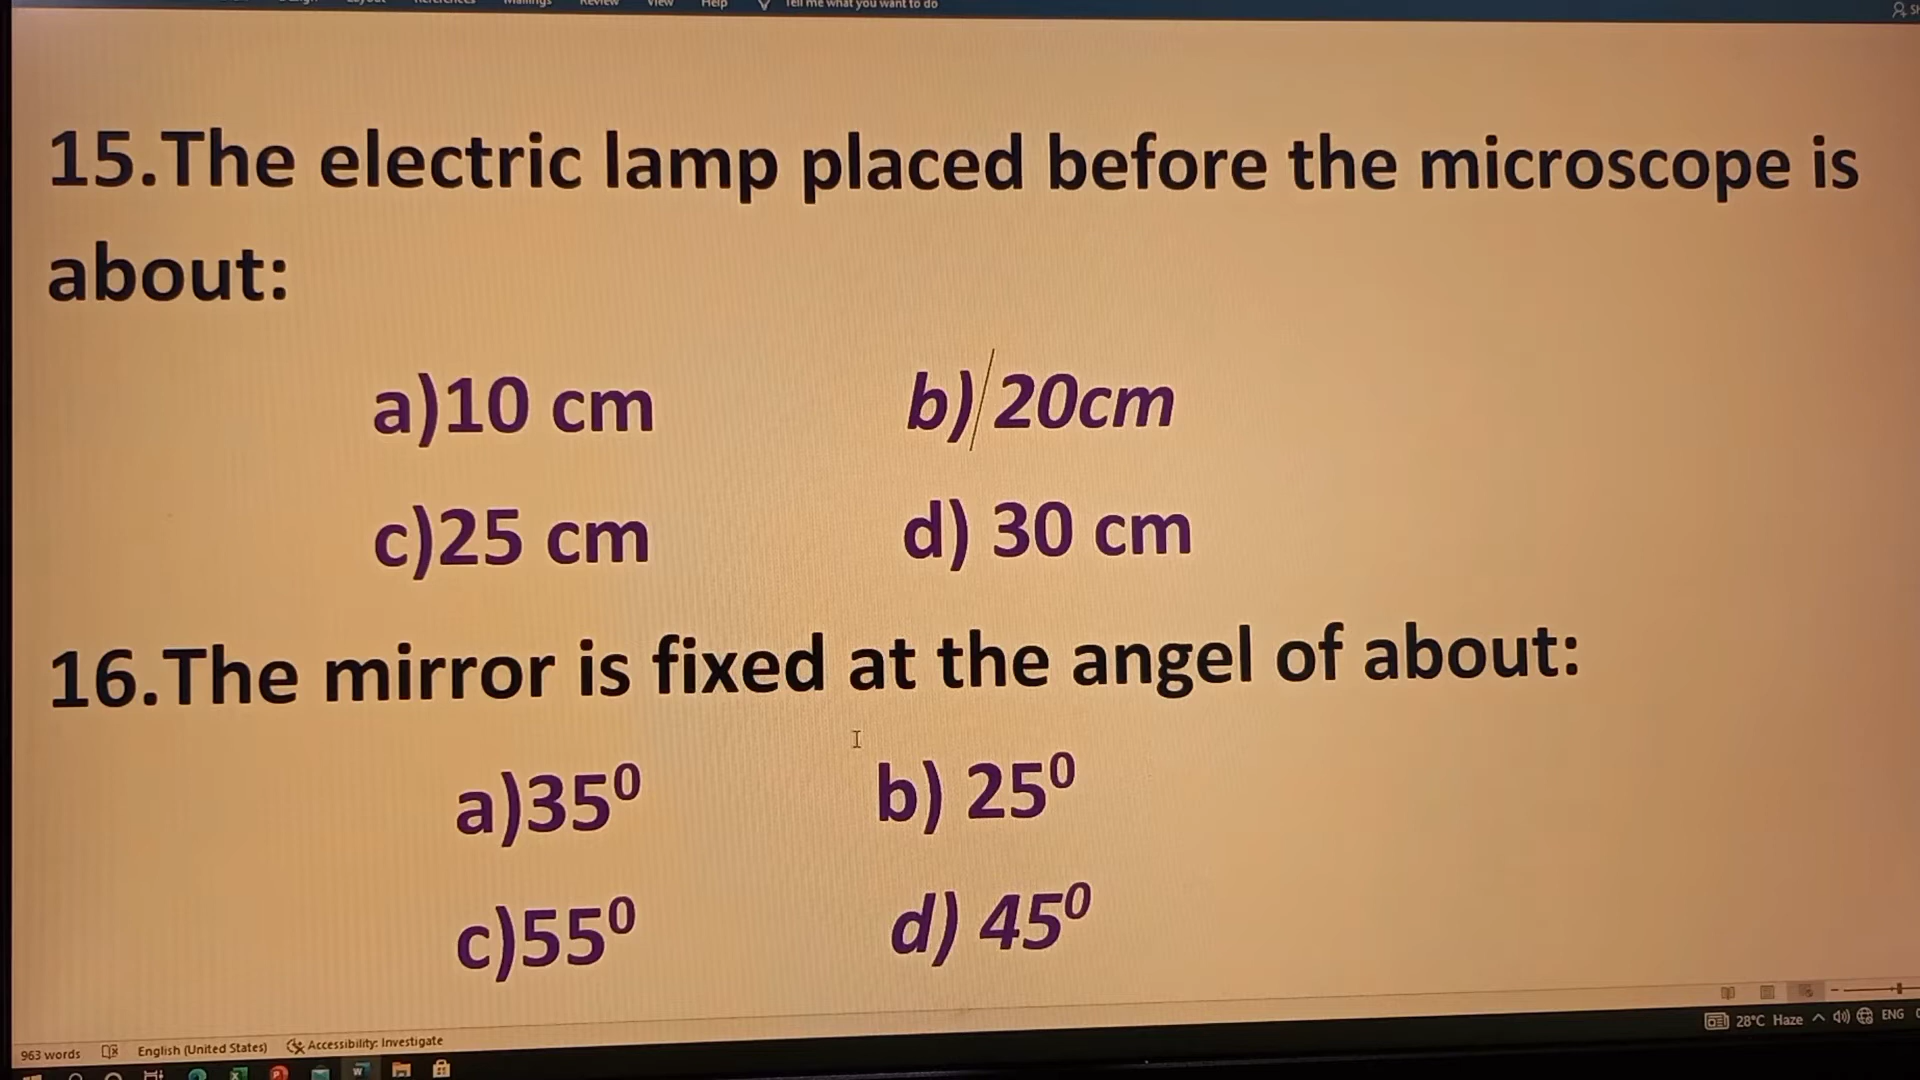 References Mailings Review View Help Tell me what you want to do
15.The electric lamp placed before the microscope is
about:
a)10 cm b) 20cm
c)25 cm d) 30 cm
16.The mirror is fixed at the angel of about:
a)35⁰ b) 25⁰
c)55⁰ d) 45⁰
28°C Haze ENG
963 words English (United States) Accessibility: Investigate